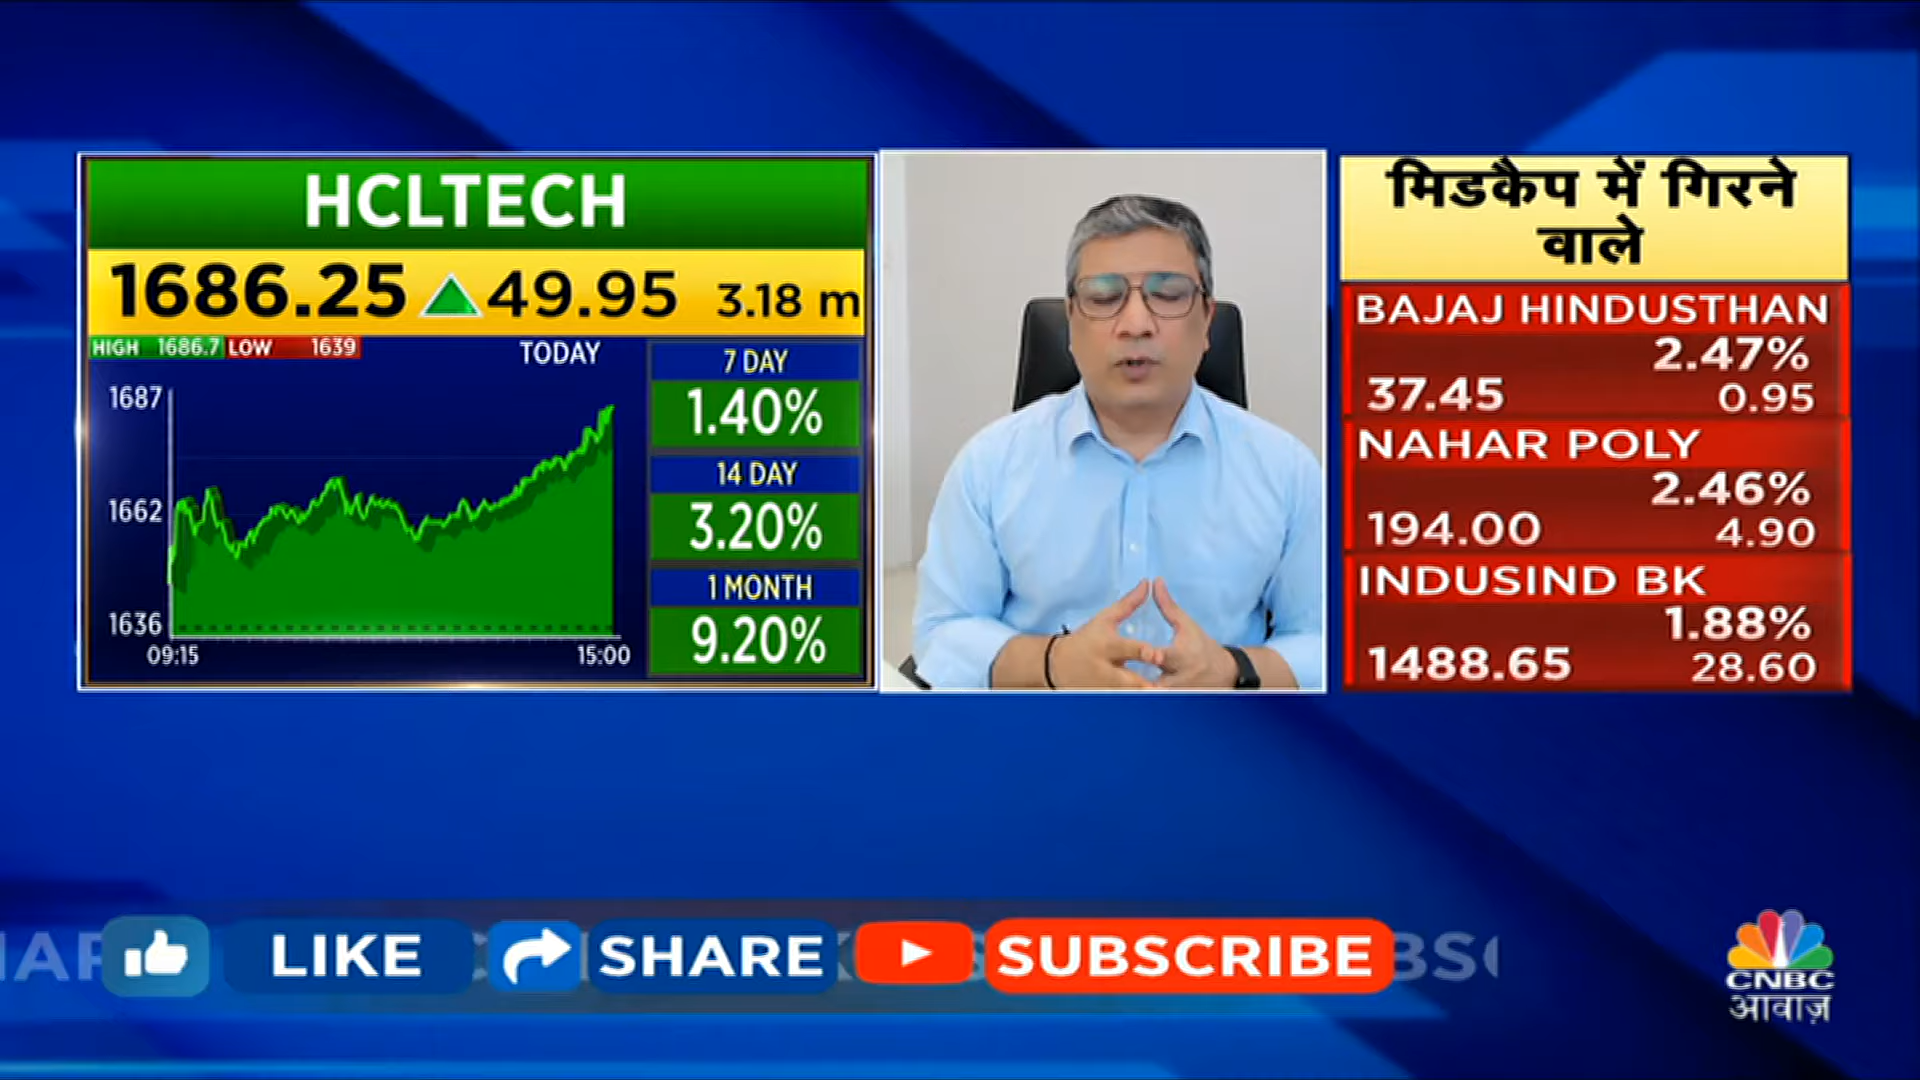 HCLTECH
1686.25 49.95 3.18 m
HIGH 1686.7 LOW 1639
TODAY
1687
1662
1636
09:15 15:00
7 DAY
1.40%
14 DAY
3.20%
1 MONTH
9.20%
मिडकैप में गिरने
वाले
BAJAJ HINDUSTHAN
2.47%
37.45 0.95
NAHAR POLY
2.46%
194.00 4.90
INDUSIND BK
1.88%
1488.65 28.60
LIKE SHARE SUBSCRIBE
CNBC
आवाज़